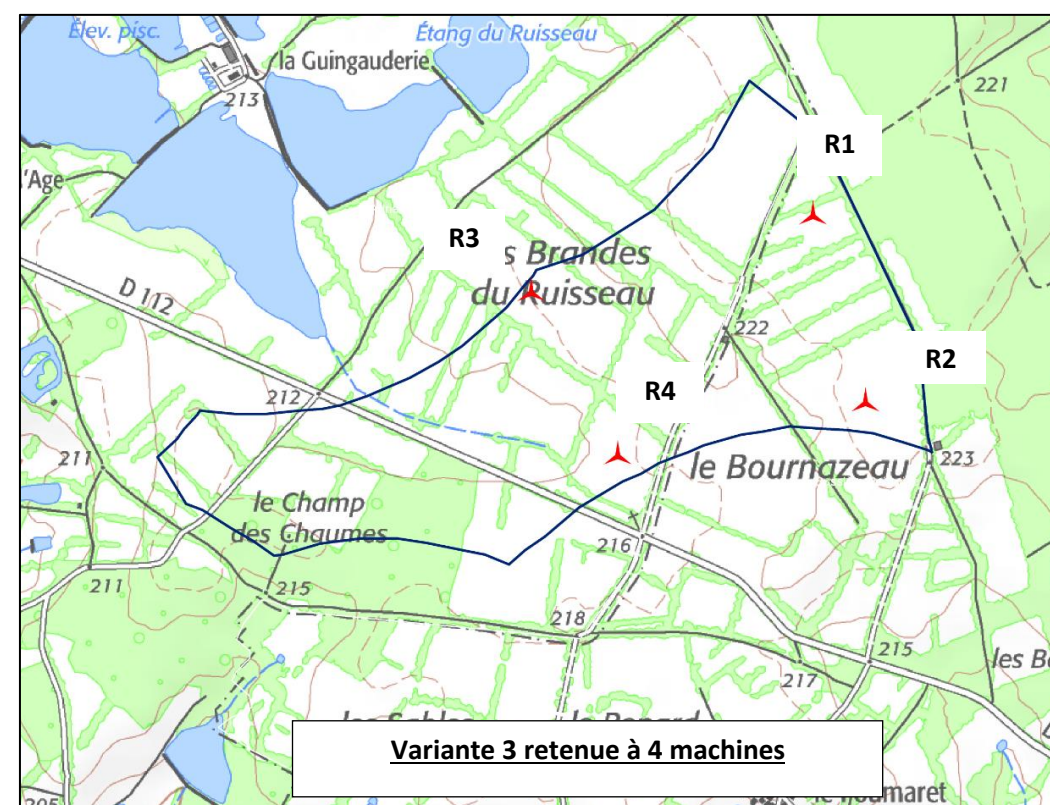 Élev. pisc.
Étang du Ruisseau
la Guingauderie
213
221
R1
l'Age
R3
s Brandes
du Ruisseau
D 112
222
R2
R4
212
211
le Bournazeau
223
le Champ
des Chaumes
216
211
215
218
215
217
les B
Variante 3 retenue à 4 machines